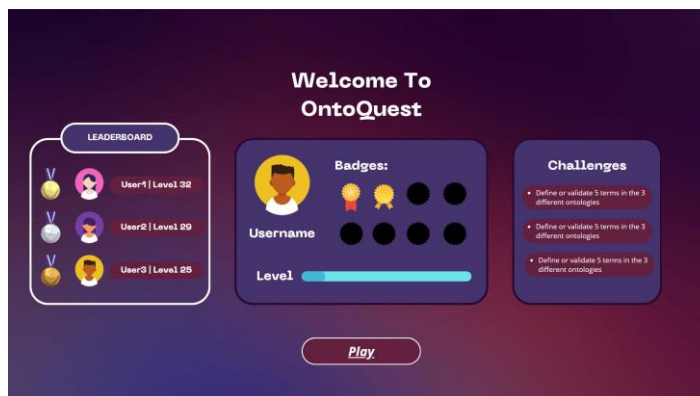 Welcome To
OntoQuest
LEADERBOARD
User1 | Level 32
User2 | Level 29
User3 | Level 25
Badges:
Username
Level
Challenges
• Define or validate 5 terms in the 3
different ontologies
• Define or validate 5 terms in the 3
different ontologies
• Define or validate 5 terms in the 3
different ontologies
Play